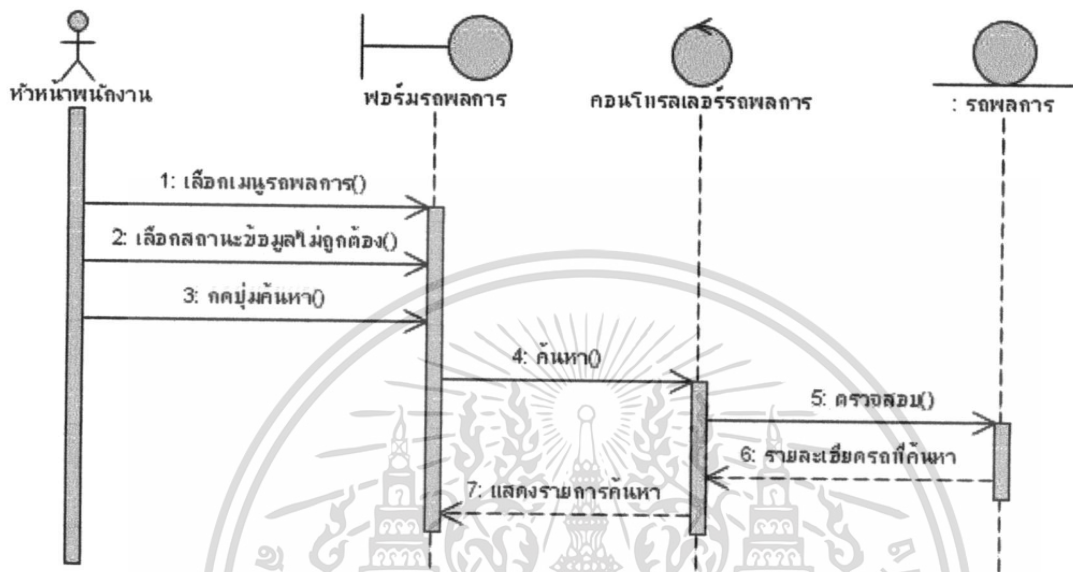 หัวหน้าพนักงาน
ฟอร์มรถพลการ
คอนโทรลเลอร์รถพลการ
: รถพลการ
1: เลือกเมนูรถพลการ()
2: เลือกสถานะข้อมูลไม่ถูกต้อง()
3: กดปุ่มค้นหา()
4: ค้นหา()
5: ตรวจสอบ()
6: รายละเอียดรถที่ค้นหา
7: แสดงรายการค้นหา